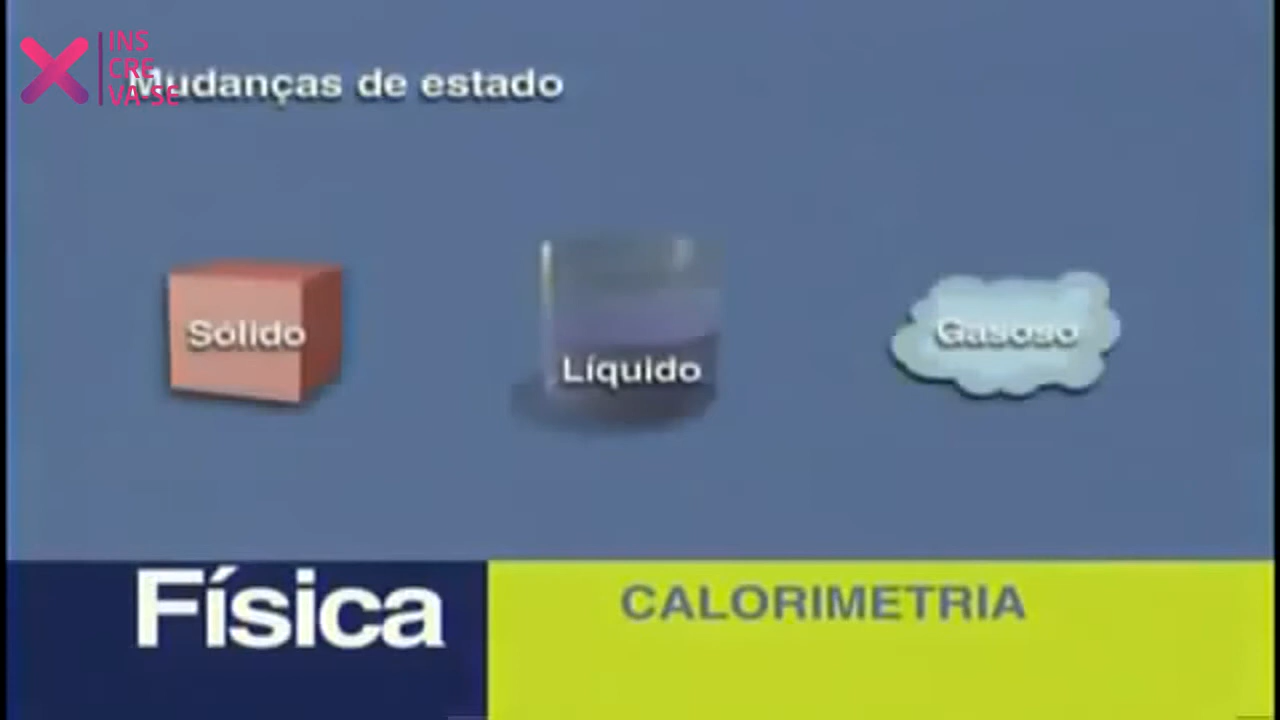 INS
CRE
VA-SE
Mudanças de estado
Sólido
Líquido
Gasoso
Física
CALORIMETRIA